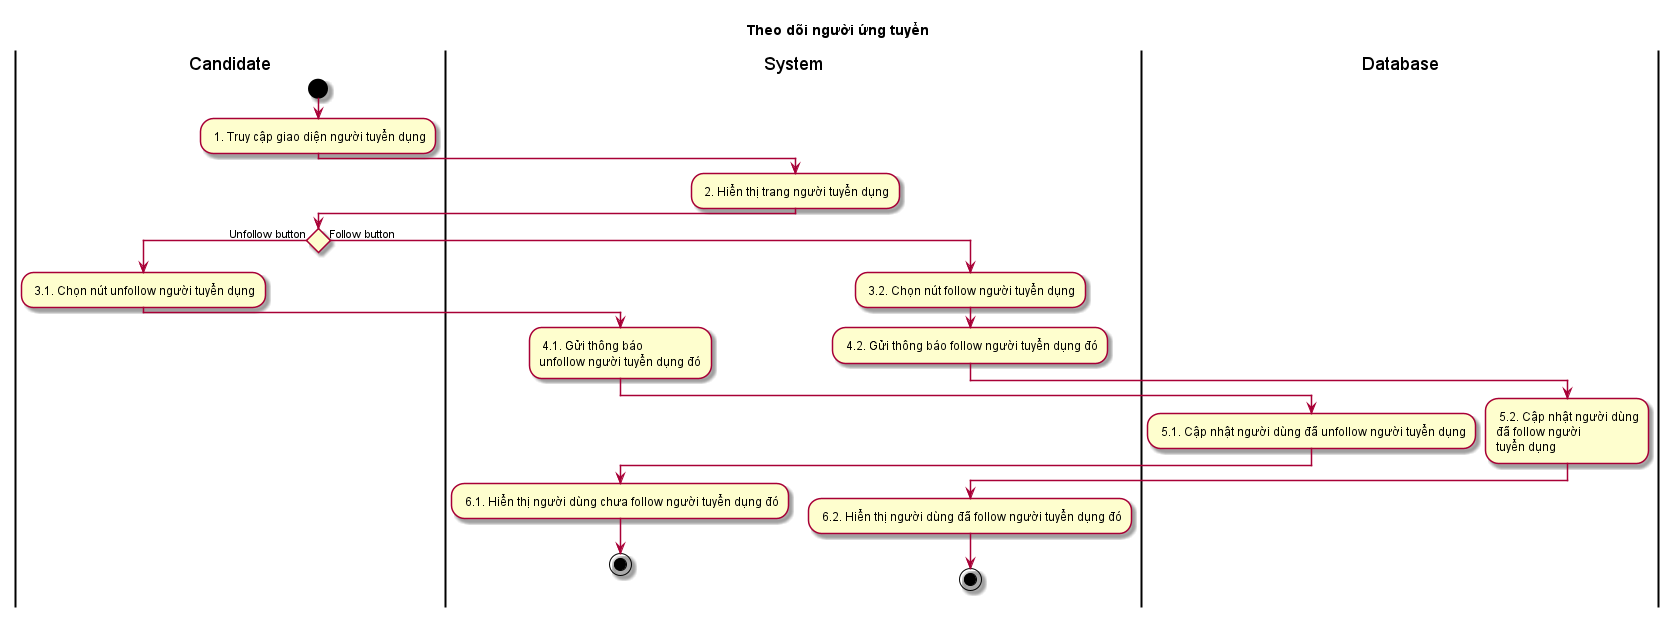 Theo dõi người ứng tuyển
Candidate
System
Database
1. Truy cập giao diện người tuyển dụng
2. Hiển thị trang người tuyển dụng
Unfollow button
Follow button
3.1. Chọn nút unfollow người tuyển dụng
3.2. Chọn nút follow người tuyển dụng
4.1. Gửi thông báo
unfollow người tuyển dụng đó
4.2. Gửi thông báo follow người tuyển dụng đó
5.1. Cập nhật người dùng đã unfollow người tuyển dụng
5.2. Cập nhật người dùng
đã follow người
tuyển dụng
6.1. Hiển thị người dùng chưa follow người tuyển dụng đó
6.2. Hiển thị người dùng đã follow người tuyển dụng đó